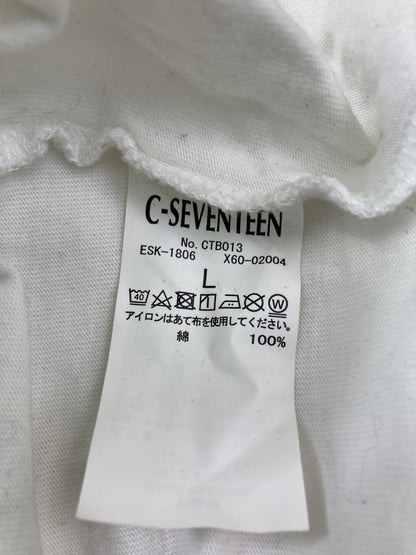 C-SEVENTEEN
No. CTB013
ESK-1806 X60-02004
L
40 W
アイロンはあて布を使用してください。
綿 100%